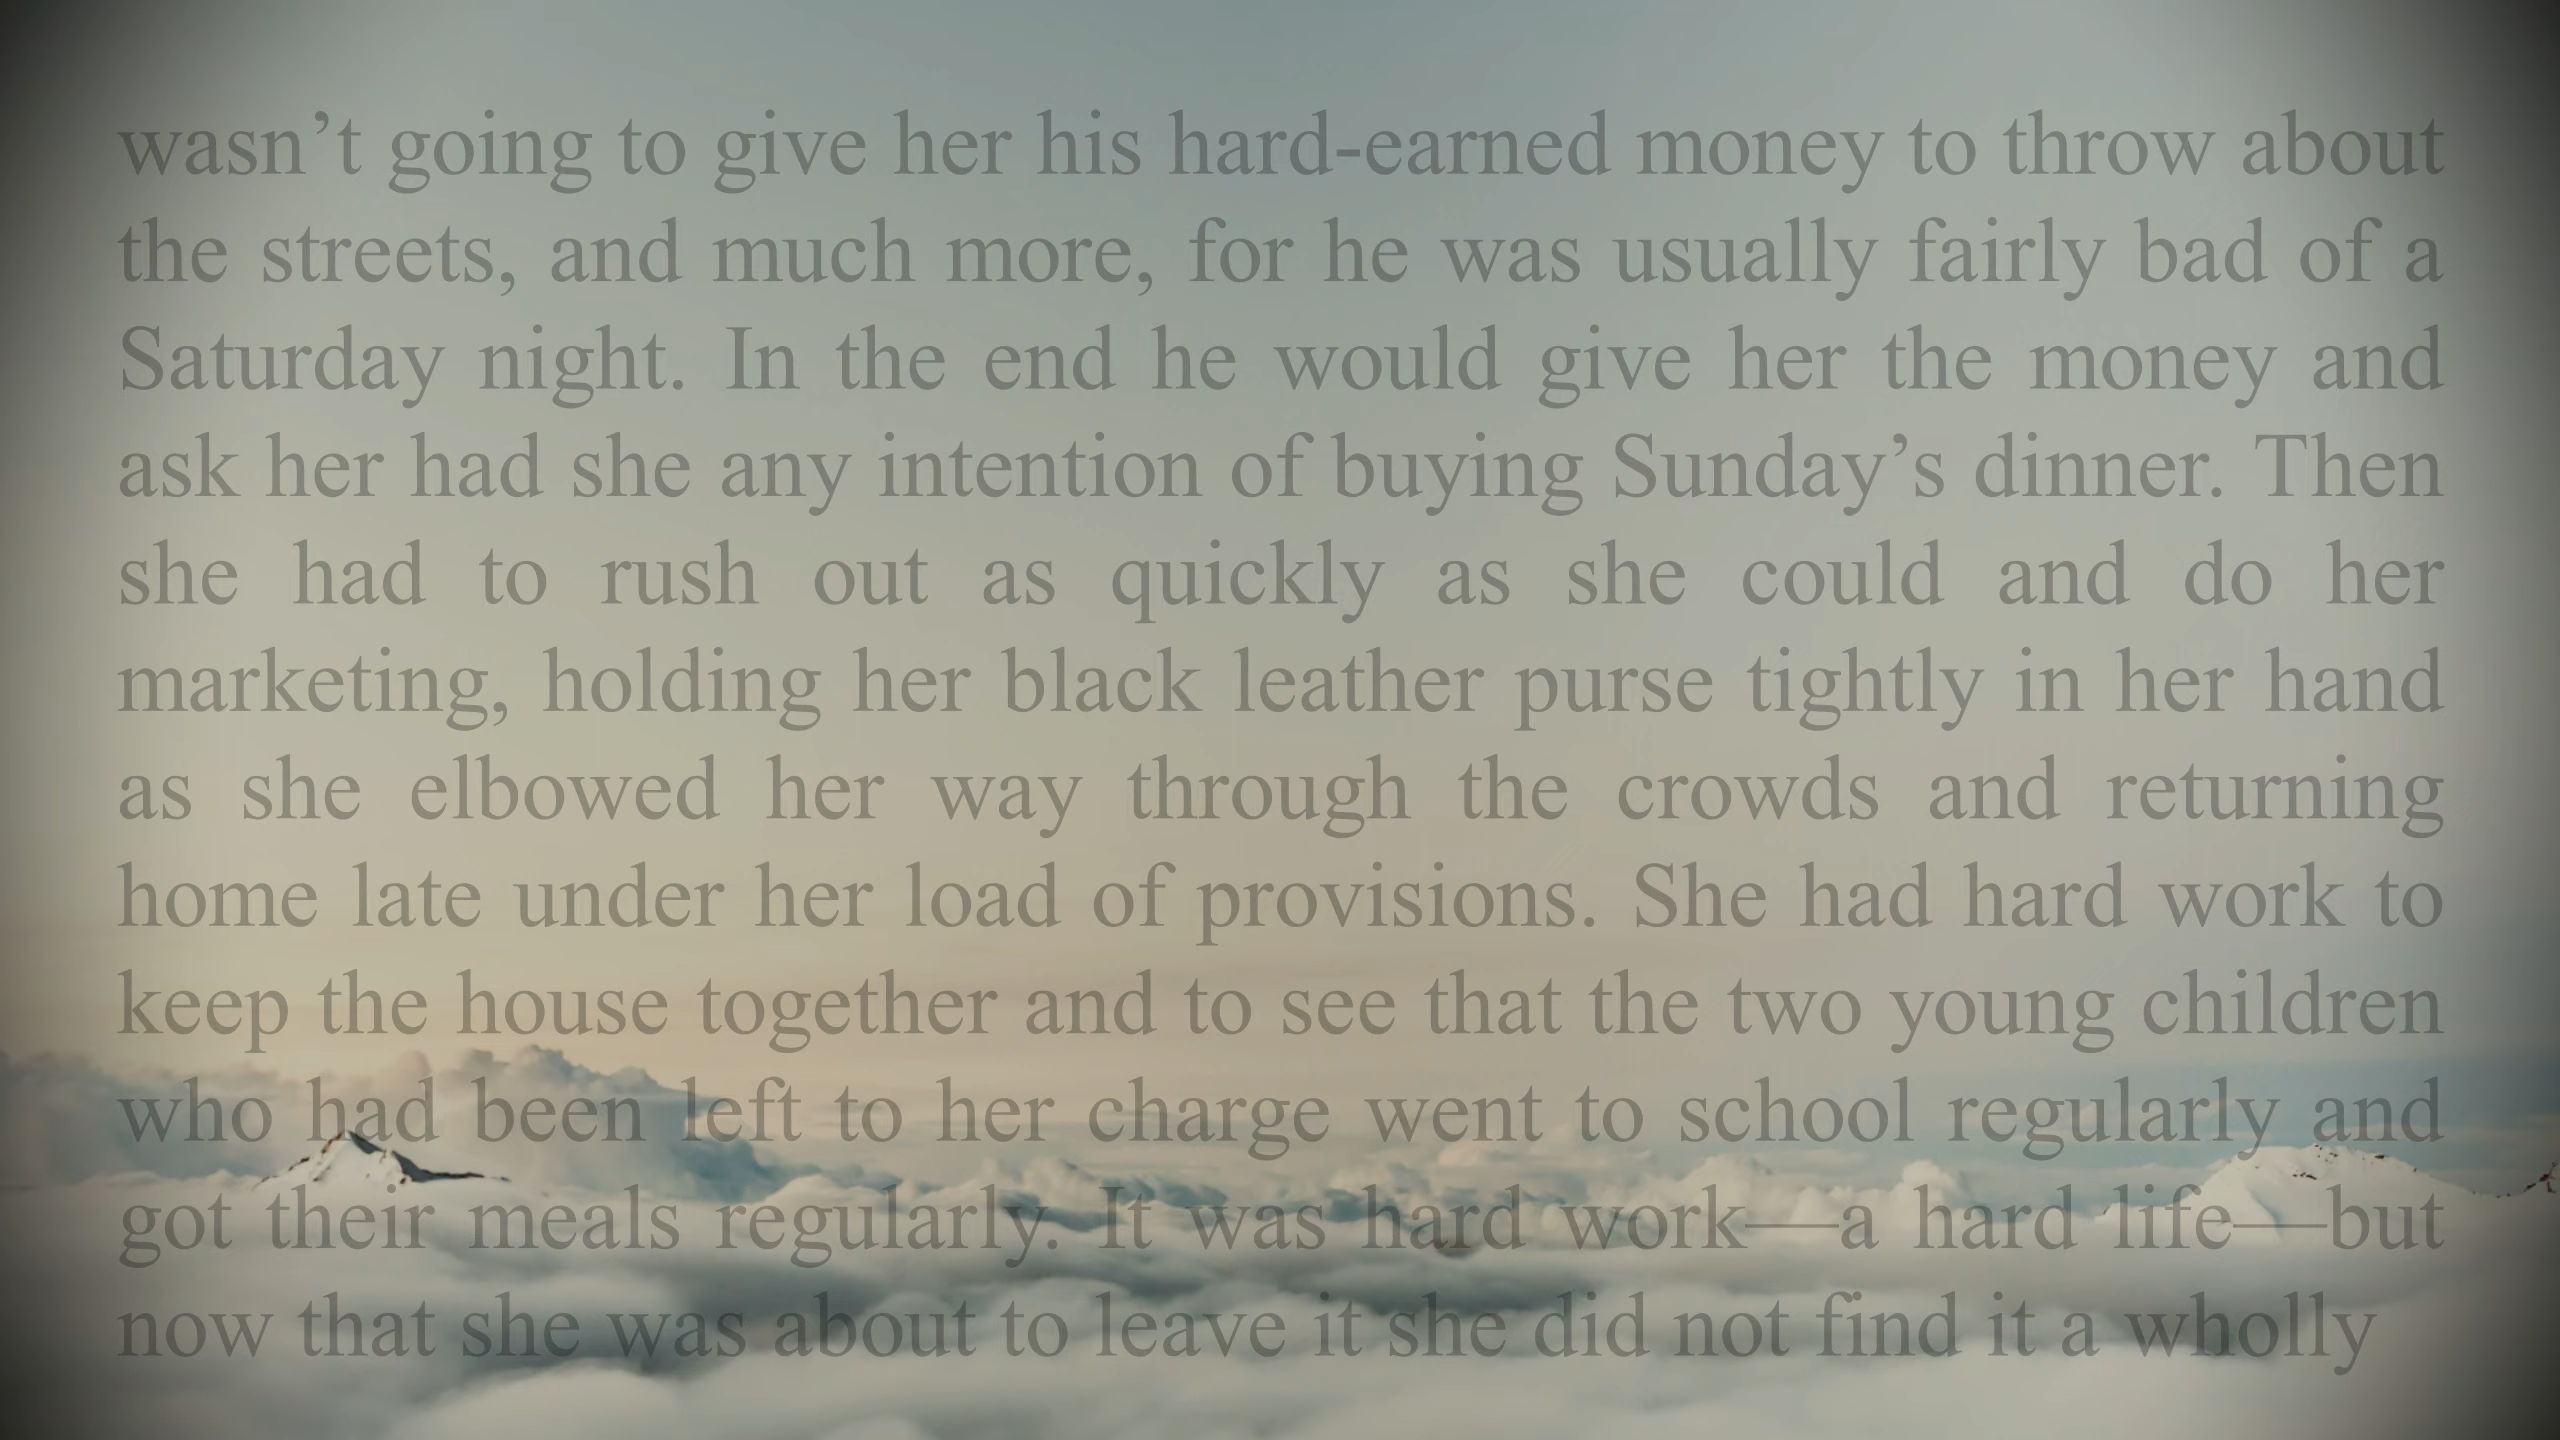 wasn’t going to give her his hard-earned money to throw about
the streets, and much more, for he was usually fairly bad of a
Saturday night. In the end he would give her the money and
ask her had she any intention of buying Sunday’s dinner. Then
she had to rush out as quickly as she could and do her
marketing, holding her black leather purse tightly in her hand
as she elbowed her way through the crowds and returning
home late under her load of provisions. She had hard work to
keep the house together and to see that the two young children
who had been left to her charge went to school regularly and
got their meals regularly. It was hard work—a hard life—but
now that she was about to leave it she did not find it a wholly